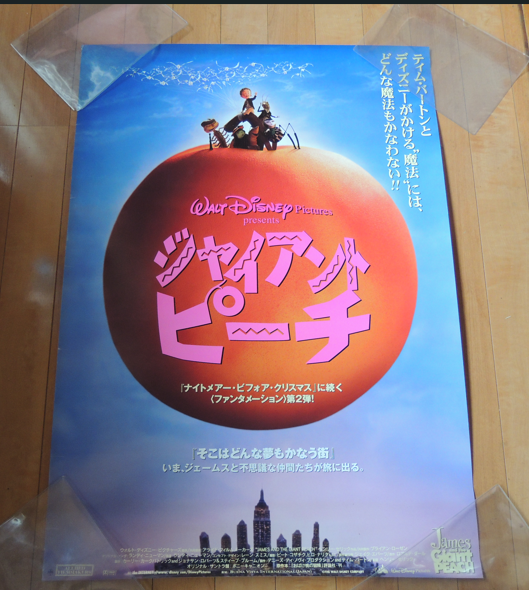 ティム・バートンと
ディズニーがかける“魔法”には、
どんな魔法もかなわない!!
WALT DISNEY Pictures
presents
ジャイアント
ピーチ
『ナイトメアー・ビフォア・クリスマス』に続く
〈ファンタメーション〉第2弾!
『そこはどんな夢もかなう街』
いま、ジェームスと不思議な仲間たちが旅に出る。
James
and the
GIANT
PEACH